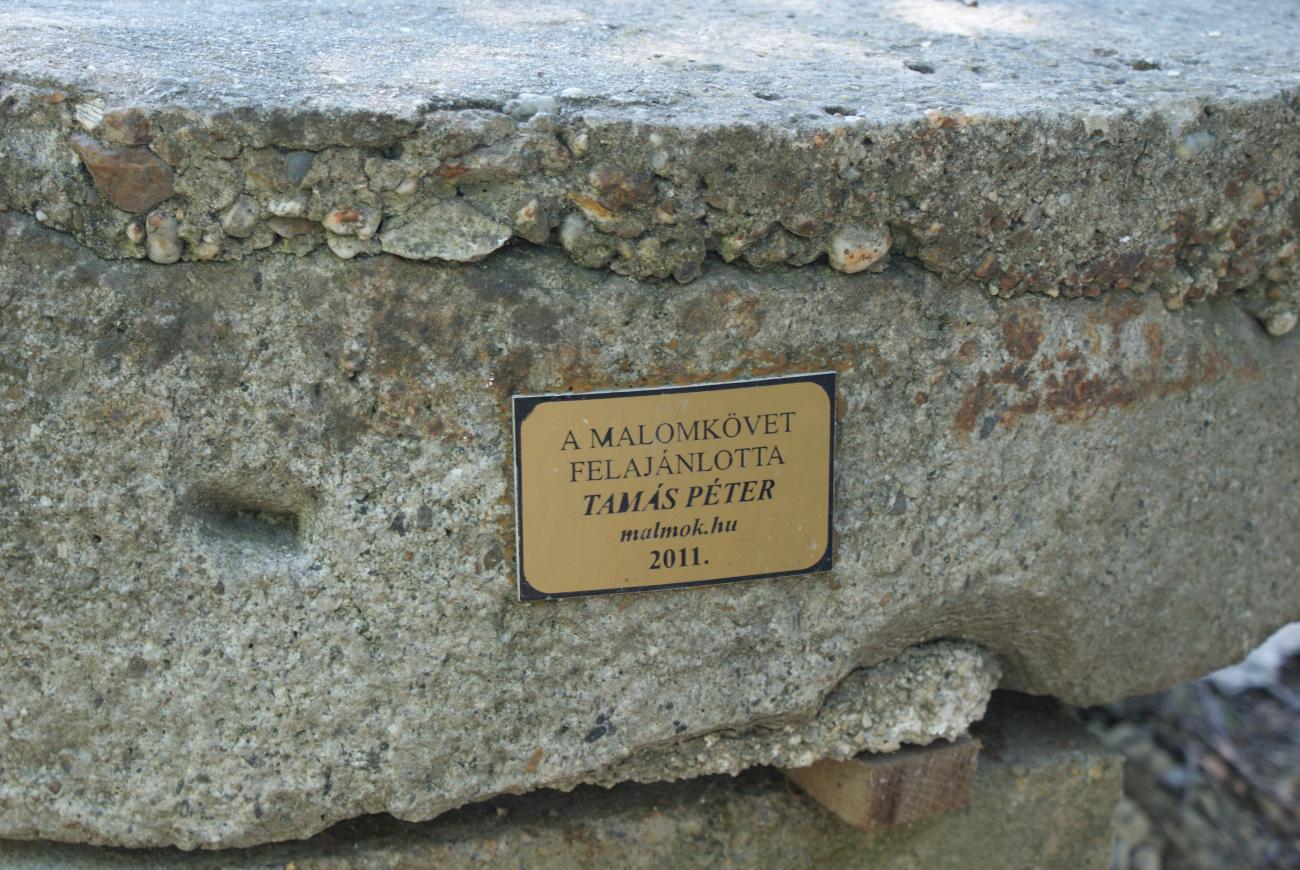 A MALOMKÖVET
FELAJÁNLOTTA
TAMÁS PÉTER
malmok.hu
2011.